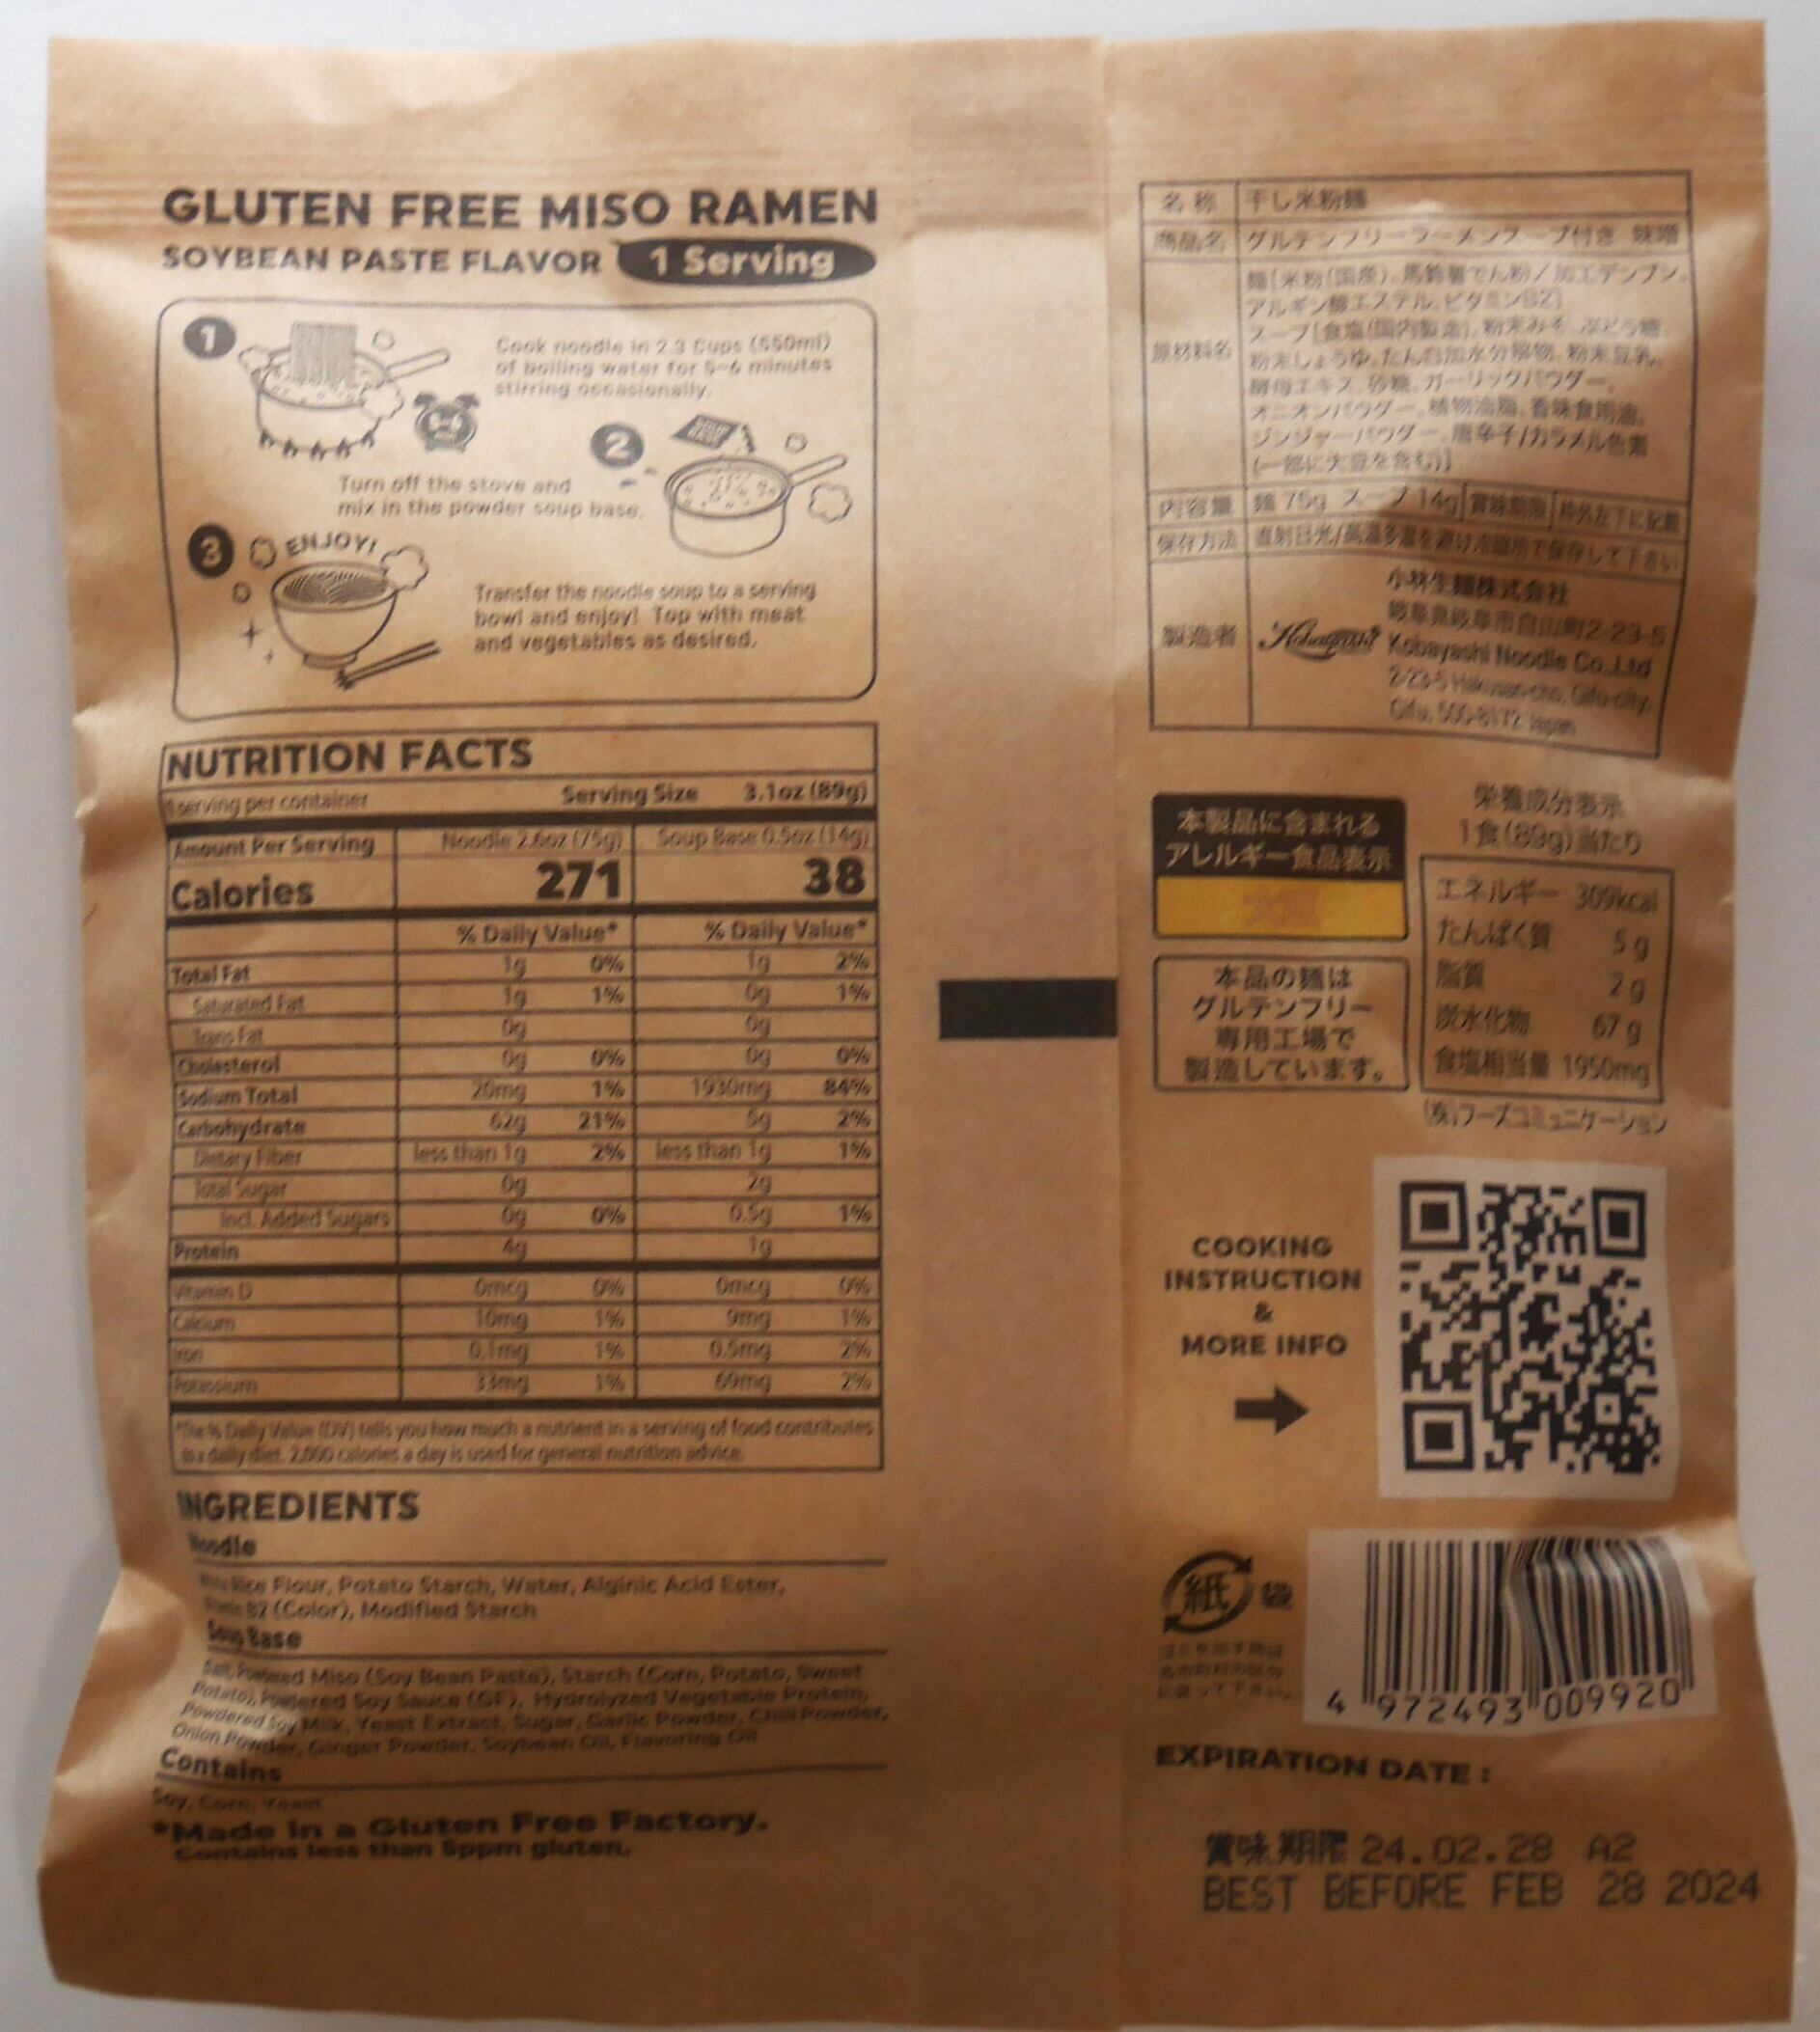 GLUTEN FREE MISO RAMEN
SOYBEAN PASTE FLAVOR 1 Serving
1
Cook noodle in 2.3 Cups (550ml)
of boiling water for 5~6 minutes
stirring occasionally.
2
Turn off the stove and
mix in the powder soup base.
3
ENJOY!
Transfer the noodle soup to a serving
bowl and enjoy! Top with meat
and vegetables as desired.
NUTRITION FACTS
1 serving per container Serving Size 3.1oz (89g)
Amount Per Serving Noodle 2.6oz (75g) Soup Base 0.5oz (14g)
Calories 271 38
% Daily Value* % Daily Value*
Total Fat 1g 0% 1g 2%
Saturated Fat 1g 1% 0g 1%
Trans Fat 0g 0g
Cholesterol 0g 0% 0g 0%
Sodium Total 20mg 1% 1930mg 84%
Carbohydrate 62g 21% 5g 2%
Dietary Fiber less than 1g 2% less than 1g 1%
Total Sugar 0g 2g
Incl. Added Sugars 0g 0% 0.5g 1%
Protein 4g 1g
Vitamin D 0mcg 0% 0mcg 0%
Calcium 10mg 1% 9mg 1%
Iron 0.1mg 1% 0.5mg 2%
Potassium 33mg 1% 69mg 2%
*The % Daily Value (DV) tells you how much a nutrient in a serving of food contributes
to a daily diet. 2,000 calories a day is used for general nutrition advice.
INGREDIENTS
Noodle
Rice Flour, Potato Starch, Water, Alginic Acid Ester,
B2 (Color), Modified Starch
Soup Base
Salt, Powdered Miso (Soy Bean Paste), Starch (Corn, Potato, Sweet
Potato), Powdered Soy Sauce (GF), Hydrolyzed Vegetable Protein,
Powdered Soy Milk, Yeast Extract, Sugar, Garlic Powder, Chili Powder,
Onion Powder, Ginger Powder, Soybean Oil, Flavoring Oil
Contains
Soy, Corn, Yeast
*Made in a Gluten Free Factory.
Contains less than 5ppm gluten.
名称 干し米粉麺
商品名 グルテンフリーラーメンスープ付き 味噌
原材料名 麺[米粉(国産)、馬鈴薯でん粉/加工デンプン、
アルギン酸エステル、ビタミンB2]
スープ[食塩(国内製造)、粉末みそ、ぶどう糖、
粉末しょうゆ、たん白加水分解物、粉末豆乳、
酵母エキス、砂糖、ガーリックパウダー、
オニオンパウダー、植物油脂、香味食用油、
ジンジャーパウダー、唐辛子/カラメル色素
(一部に大豆を含む)]
内容量 麺 75g スープ 14g 賞味期限 枠外左下に記載
保存方法 直射日光/高温多湿を避け冷暗所で保存して下さい
製造者 Kobayashi
小林生麺株式会社
岐阜県岐阜市白山町2-23-5
Kobayashi Noodle Co.,Ltd
2-23-5 Hakusan-cho, Gifu-city,
Gifu, 500-8172 Japan
本製品に含まれる
アレルギー食品表示
大豆
本品の麺は
グルテンフリー
専用工場で
製造しています。
栄養成分表示
1食(89g)当たり
エネルギー 309kcal
たんぱく質 5g
脂質 2g
炭水化物 67g
食塩相当量 1950mg
(株)フーズコミュニケーション
COOKING
INSTRUCTION
&
MORE INFO
紙 袋
ゴミを出す時は
各市町村の区分
に従って下さい。
4 972493 009920
EXPIRATION DATE :
賞味期限 24.02.28 A2
BEST BEFORE FEB 28 2024